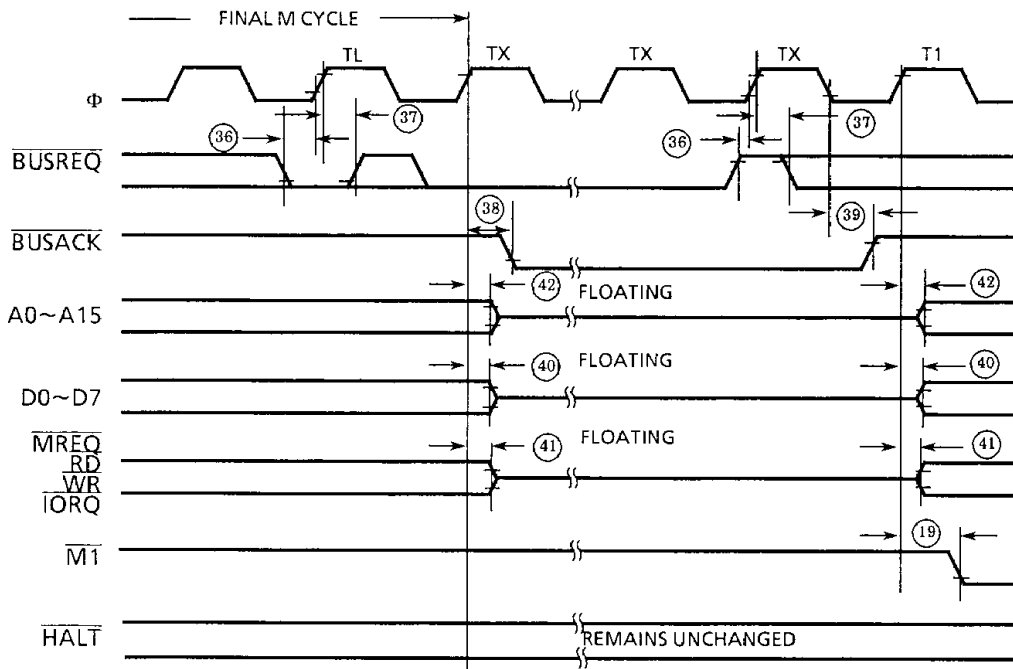 FINAL M CYCLE
TL TX TX TX T1
Φ
36 37 36 37
BUSREQ
38 39
BUSACK
42 FLOATING 42
A0~A15
40 FLOATING 40
D0~D7
MREQ 41 FLOATING 41
RD
WR
IORQ
19
M1
HALT REMAINS UNCHANGED